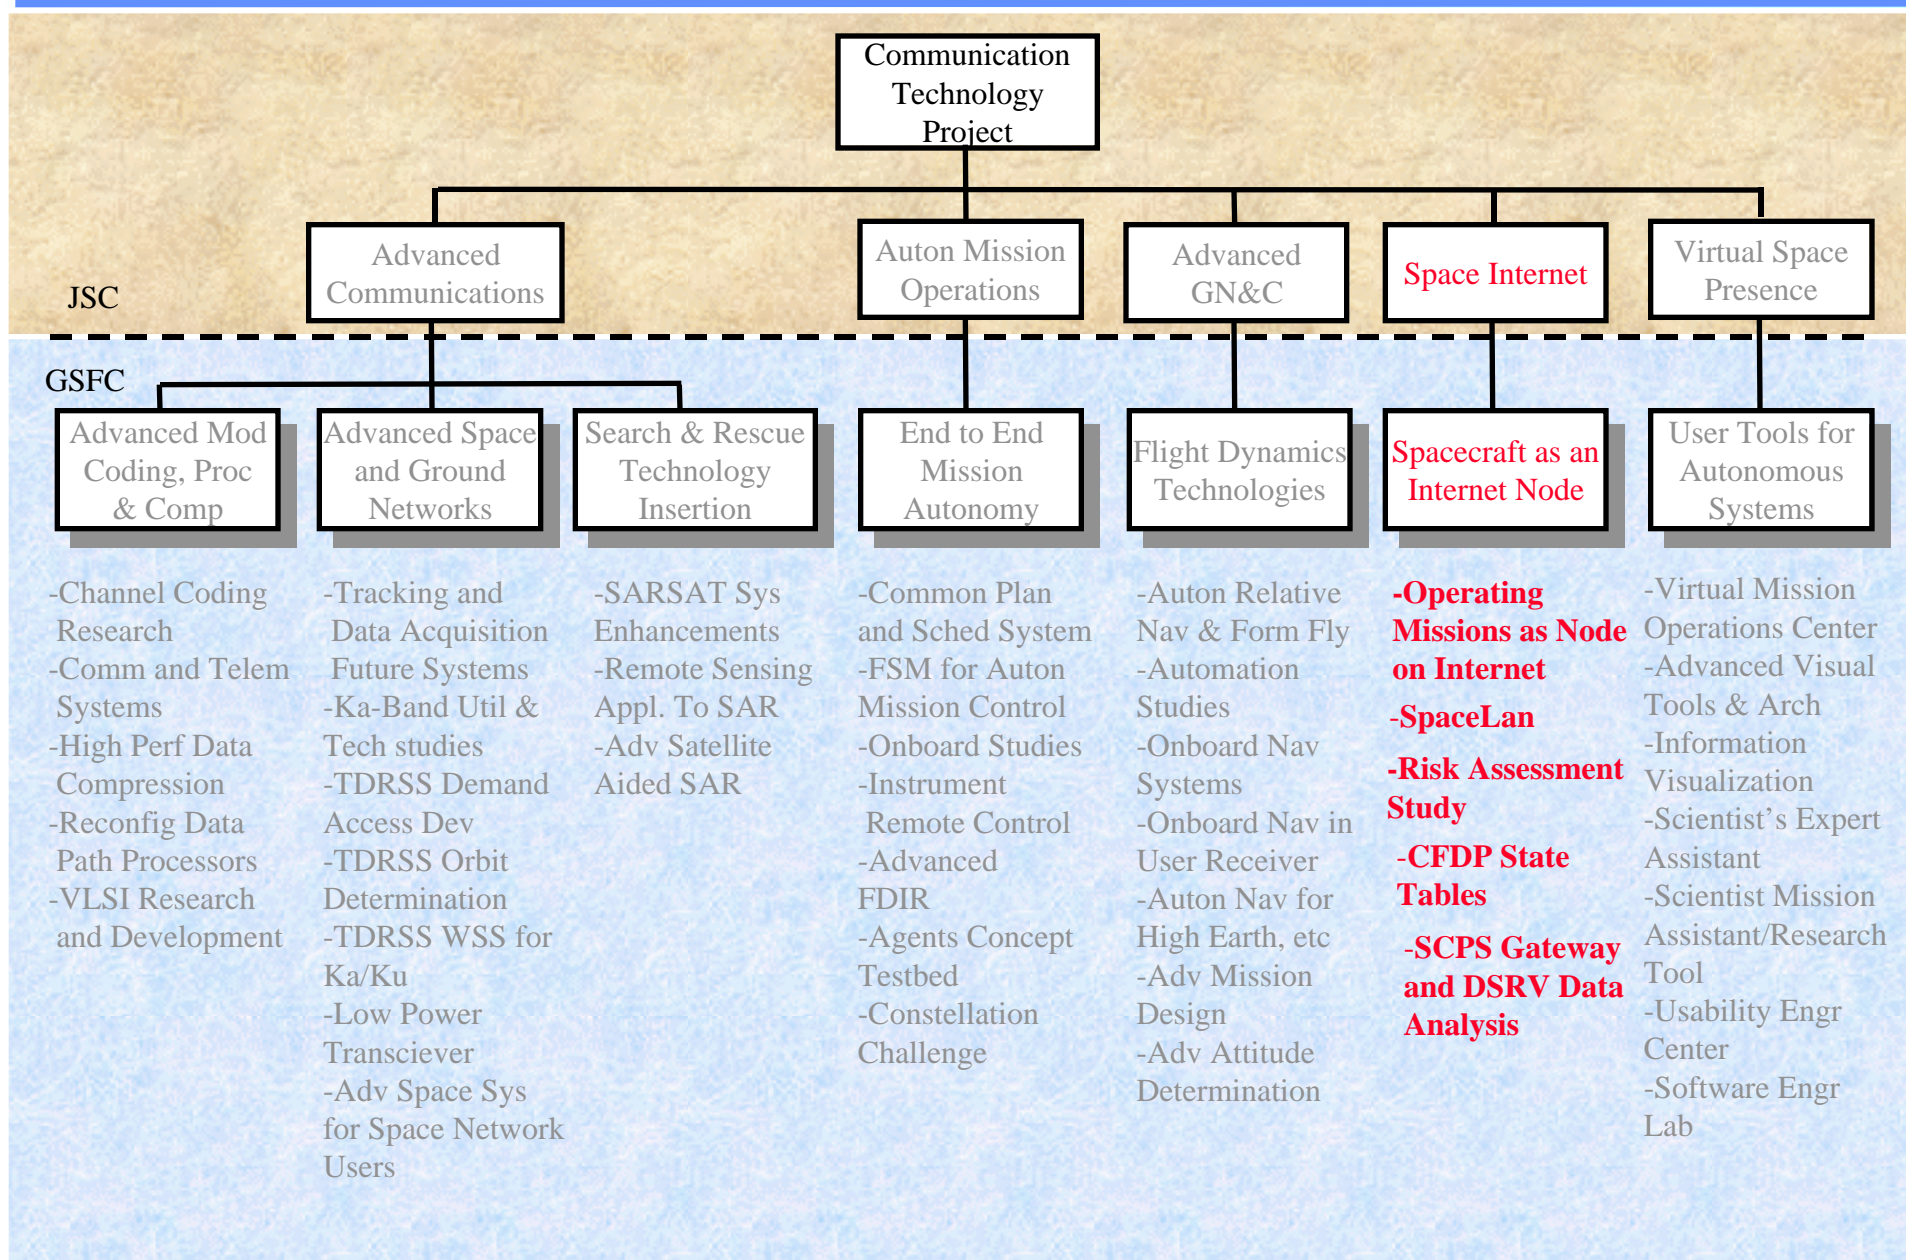 Communication
Technology
Project
Advanced
Communications
Auton Mission
Operations
Advanced
GN&C
Space Internet
Virtual Space
Presence
JSC
GSFC
Advanced Mod
Coding, Proc
& Comp
Advanced Space
and Ground
Networks
Search & Rescue
Technology
Insertion
End to End
Mission
Autonomy
Flight Dynamics
Technologies
Spacecraft as an
Internet Node
User Tools for
Autonomous
Systems
-Channel Coding
Research
-Comm and Telem
Systems
-High Perf Data
Compression
-Reconfig Data
Path Processors
-VLSI Research
and Development
-Tracking and
Data Acquisition
Future Systems
-Ka-Band Util &
Tech studies
-TDRSS Demand
Access Dev
-TDRSS Orbit
Determination
-TDRSS WSS for
Ka/Ku
-Low Power
Transciever
-Adv Space Sys
for Space Network
Users
-SARSAT Sys
Enhancements
-Remote Sensing
Appl. To SAR
-Adv Satellite
Aided SAR
-Common Plan
and Sched System
-FSM for Auton
Mission Control
-Onboard Studies
-Instrument
Remote Control
-Advanced
FDIR
-Agents Concept
Testbed
-Constellation
Challenge
-Auton Relative
Nav & Form Fly
-Automation
Studies
-Onboard Nav
Systems
-Onboard Nav in
User Receiver
-Auton Nav for
High Earth, etc
-Adv Mission
Design
-Adv Attitude
Determination
-Operating
Missions as Node
on Internet
-SpaceLan
-Risk Assessment
Study
-CFDP State
Tables
-SCPS Gateway
and DSRV Data
Analysis
-Virtual Mission
Operations Center
-Advanced Visual
Tools & Arch
-Information
Visualization
-Scientist’s Expert
Assistant
-Scientist Mission
Assistant/Research
Tool
-Usability Engr
Center
-Software Engr
Lab